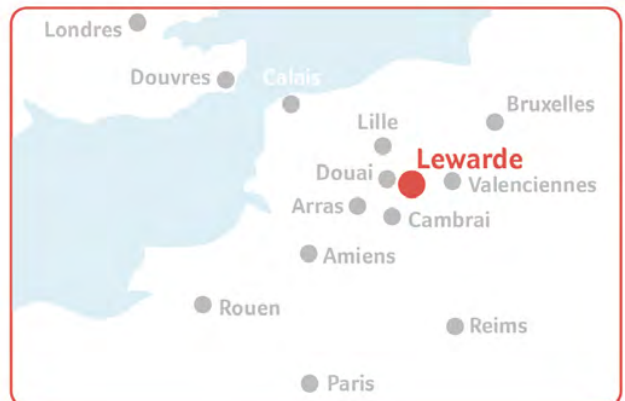 Londres
Douvres
Calais
Bruxelles
Lille
Lewarde
Douai
Valenciennes
Arras
Cambrai
Amiens
Rouen
Reims
Paris